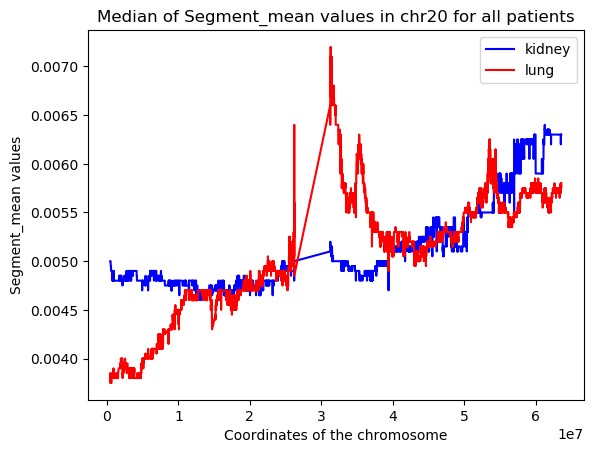 Median of Segment_mean values in chr20 for all patients
kidney
lung
Segment_mean values
0.0070
0.0065
0.0060
0.0055
0.0050
0.0045
0.0040
0 1 2 3 4 5 6
1e7
Coordinates of the chromosome